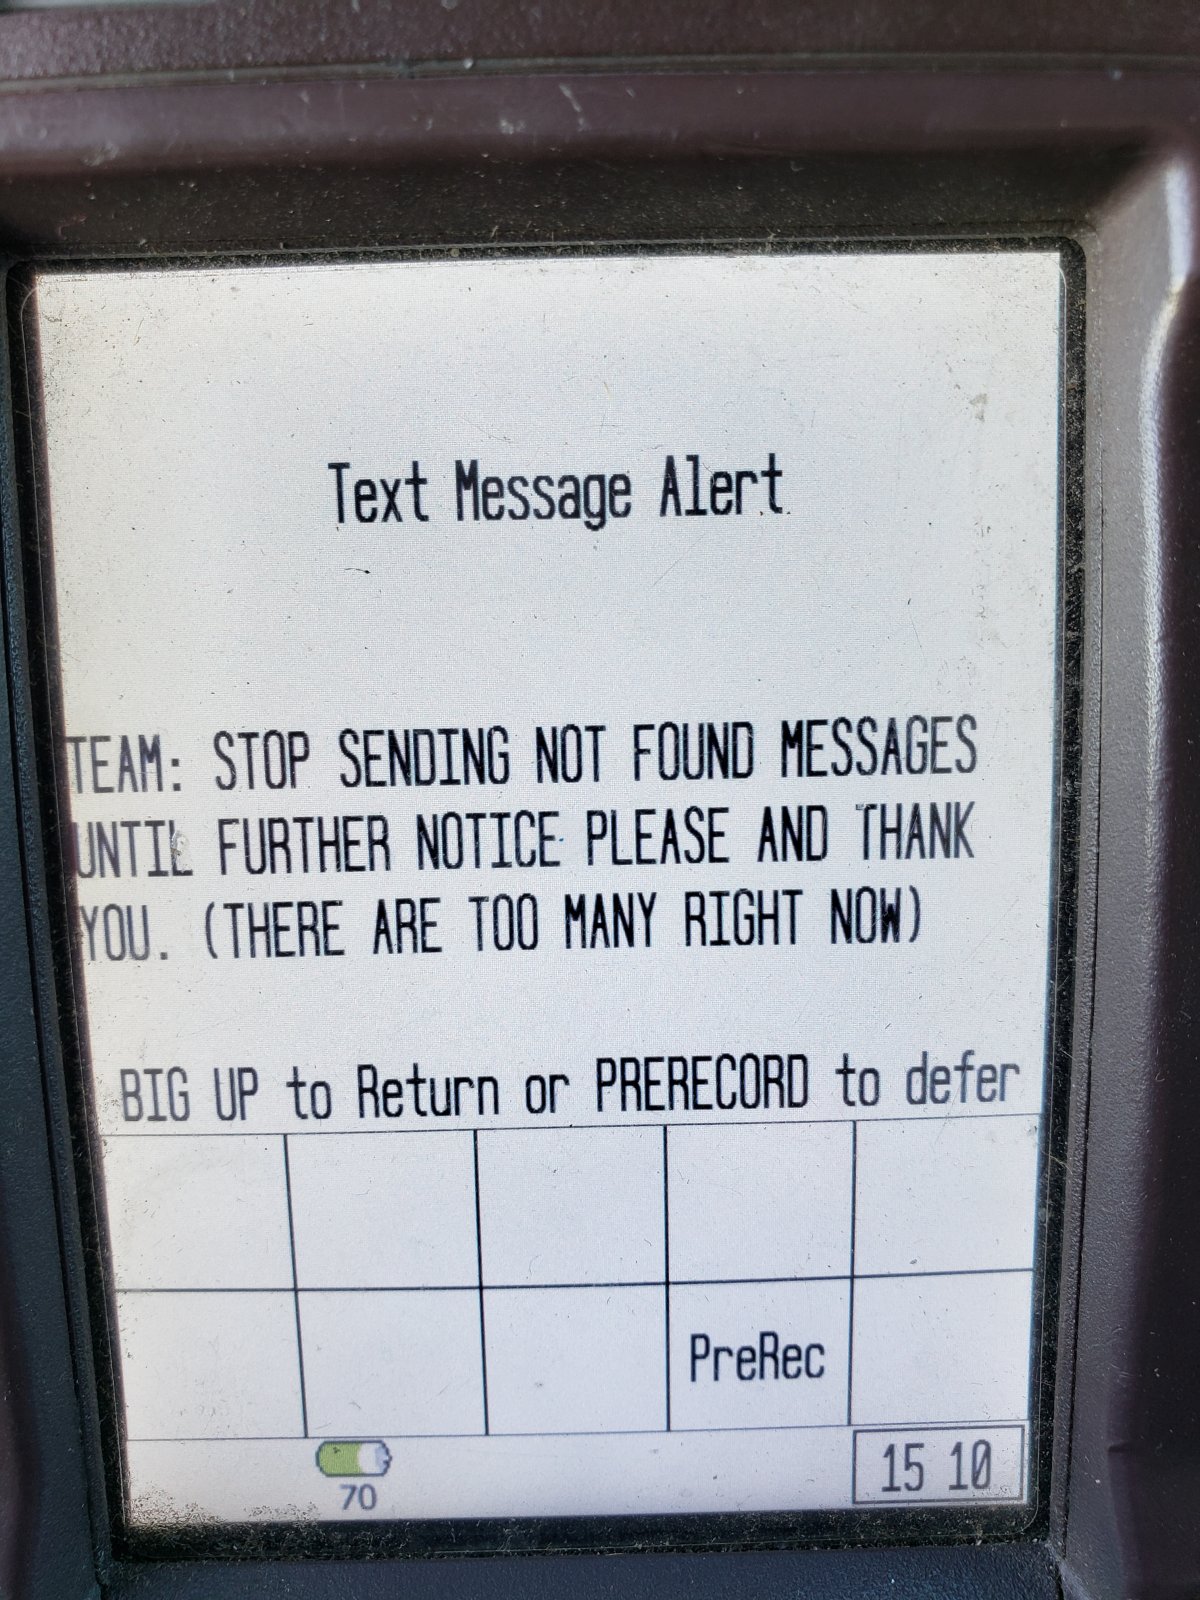 Text Message Alert
TEAM: STOP SENDING NOT FOUND MESSAGES
UNTIL FURTHER NOTICE PLEASE AND THANK
YOU. (THERE ARE TOO MANY RIGHT NOW)
BIG UP to Return or PRERECORD to defer
PreRec
70
15 10